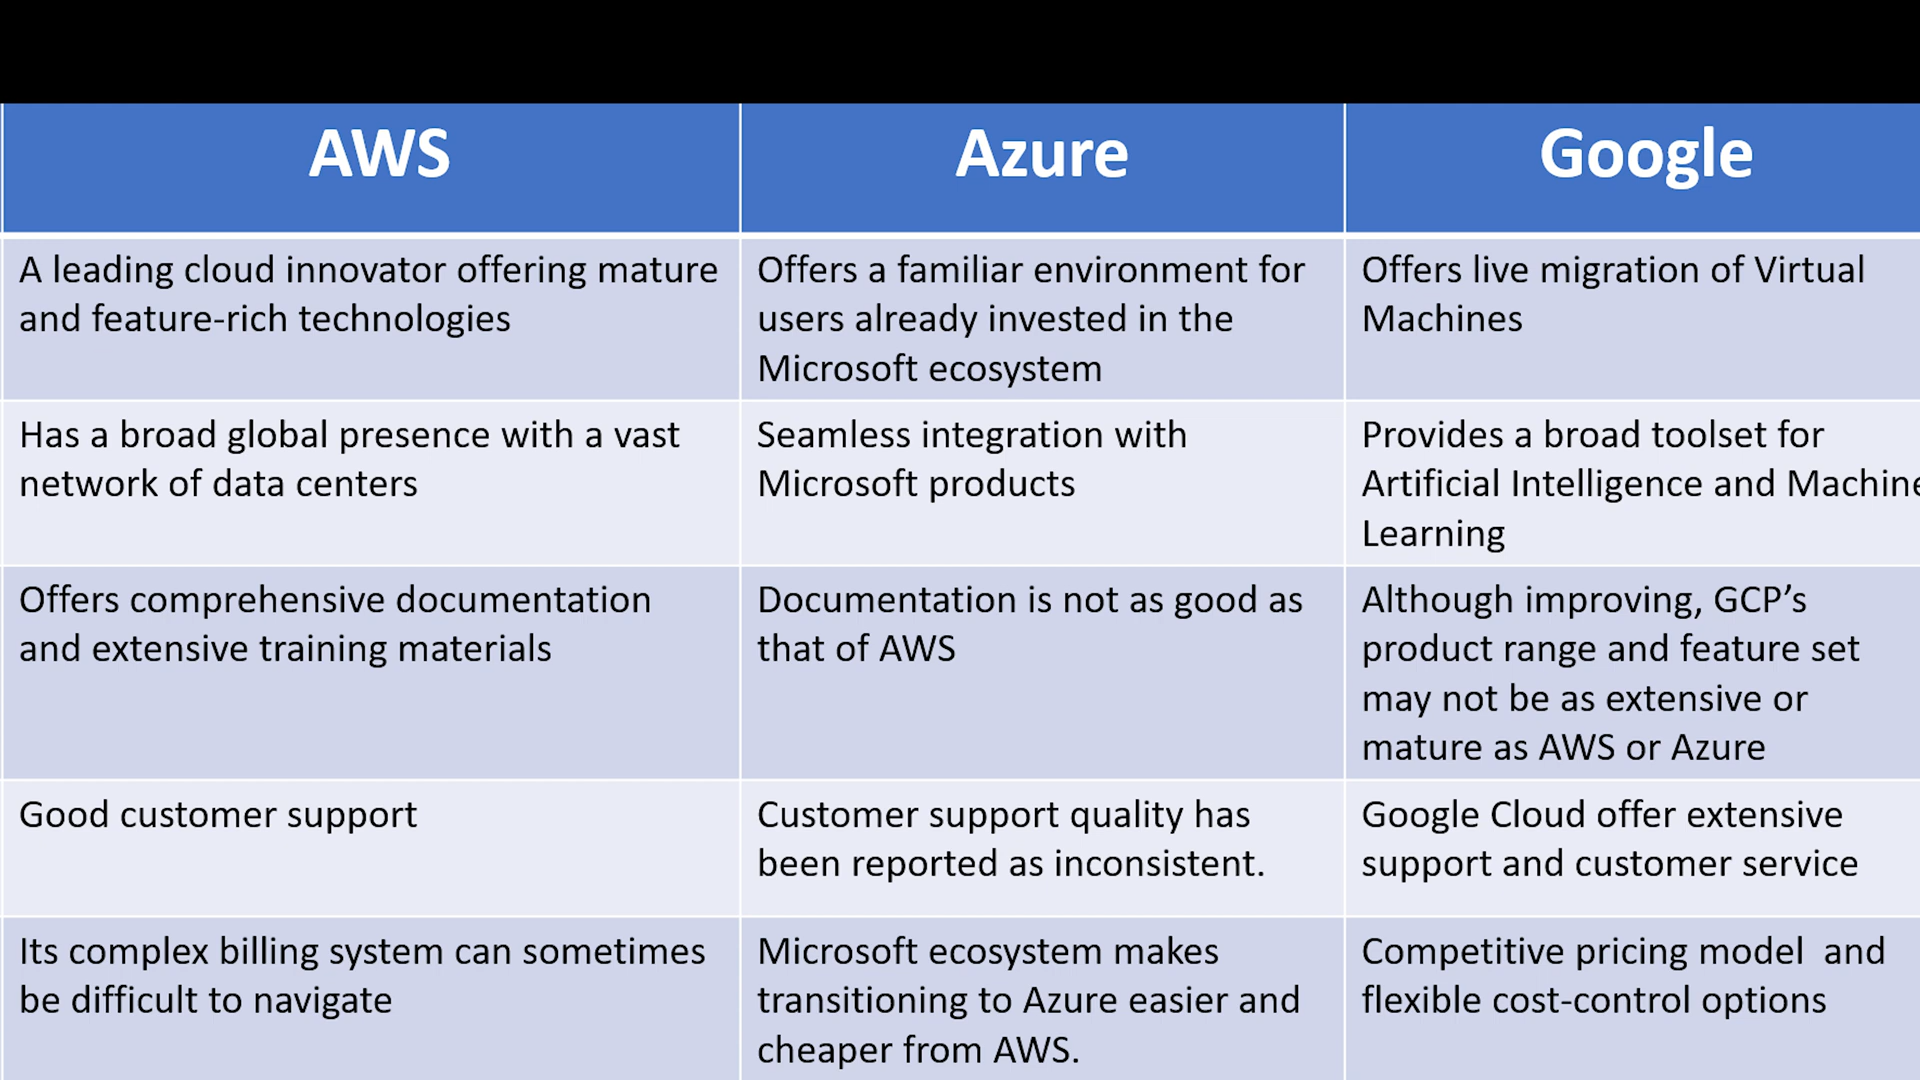 AWS
Azure
Google
A leading cloud innovator offering mature
and feature-rich technologies
Offers a familiar environment for
users already invested in the
Microsoft ecosystem
Offers live migration of Virtual
Machines
Has a broad global presence with a vast
network of data centers
Seamless integration with
Microsoft products
Provides a broad toolset for
Artificial Intelligence and Machine
Learning
Offers comprehensive documentation
and extensive training materials
Documentation is not as good as
that of AWS
Although improving, GCP’s
product range and feature set
may not be as extensive or
mature as AWS or Azure
Good customer support
Customer support quality has
been reported as inconsistent.
Google Cloud offer extensive
support and customer service
Its complex billing system can sometimes
be difficult to navigate
Microsoft ecosystem makes
transitioning to Azure easier and
cheaper from AWS.
Competitive pricing model  and
flexible cost-control options